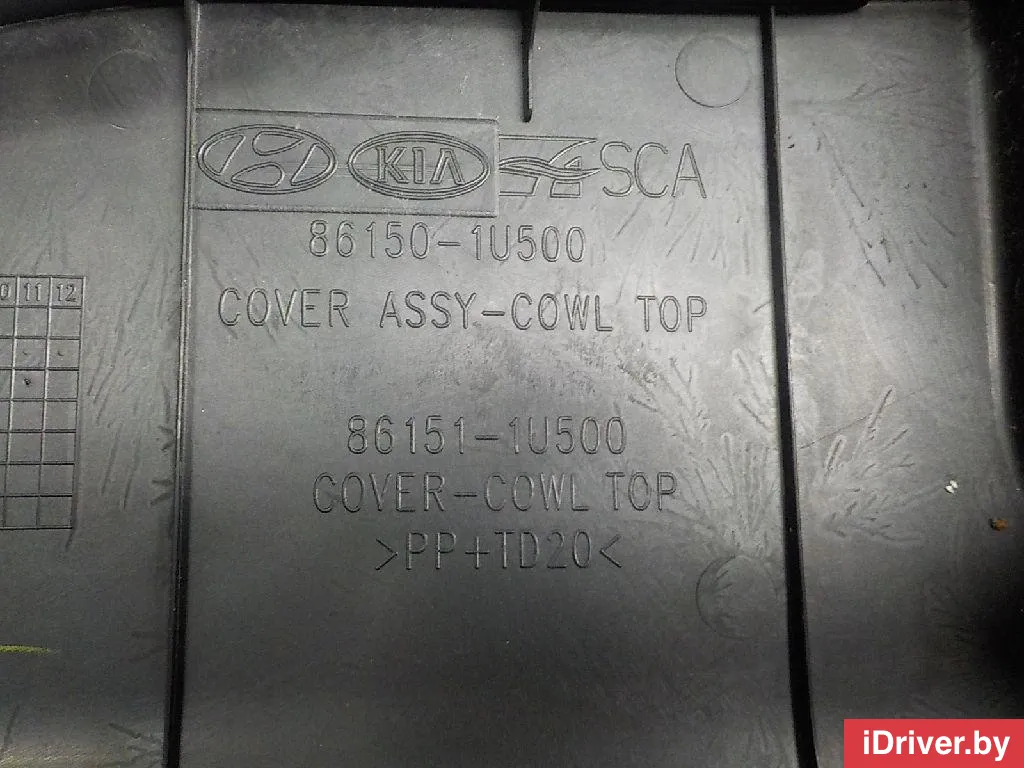 KIA SCA
86150-1U500
COVER ASSY-COWL TOP
11 12
86151-1U500
COVER-COWL TOP
>PP+TD20<
iDriver.by